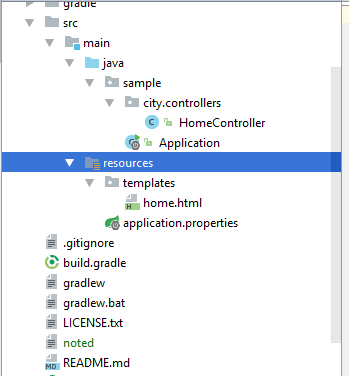 gradle
src
main
java
sample
city.controllers
HomeController
Application
resources
templates
home.html
application.properties
.gitignore
build.gradle
gradlew
gradlew.bat
LICENSE.txt
noted
README.md